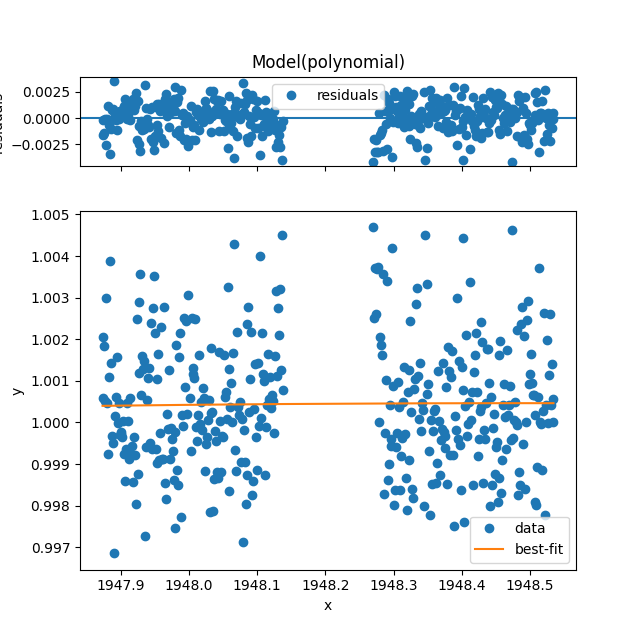 Model(polynomial)
residuals
0.0025
0.0000
−0.0025
residuals
1.005
1.004
1.003
1.002
1.001
1.000
0.999
0.998
0.997
y
data
best-fit
1947.9 1948.0 1948.1 1948.2 1948.3 1948.4 1948.5
x